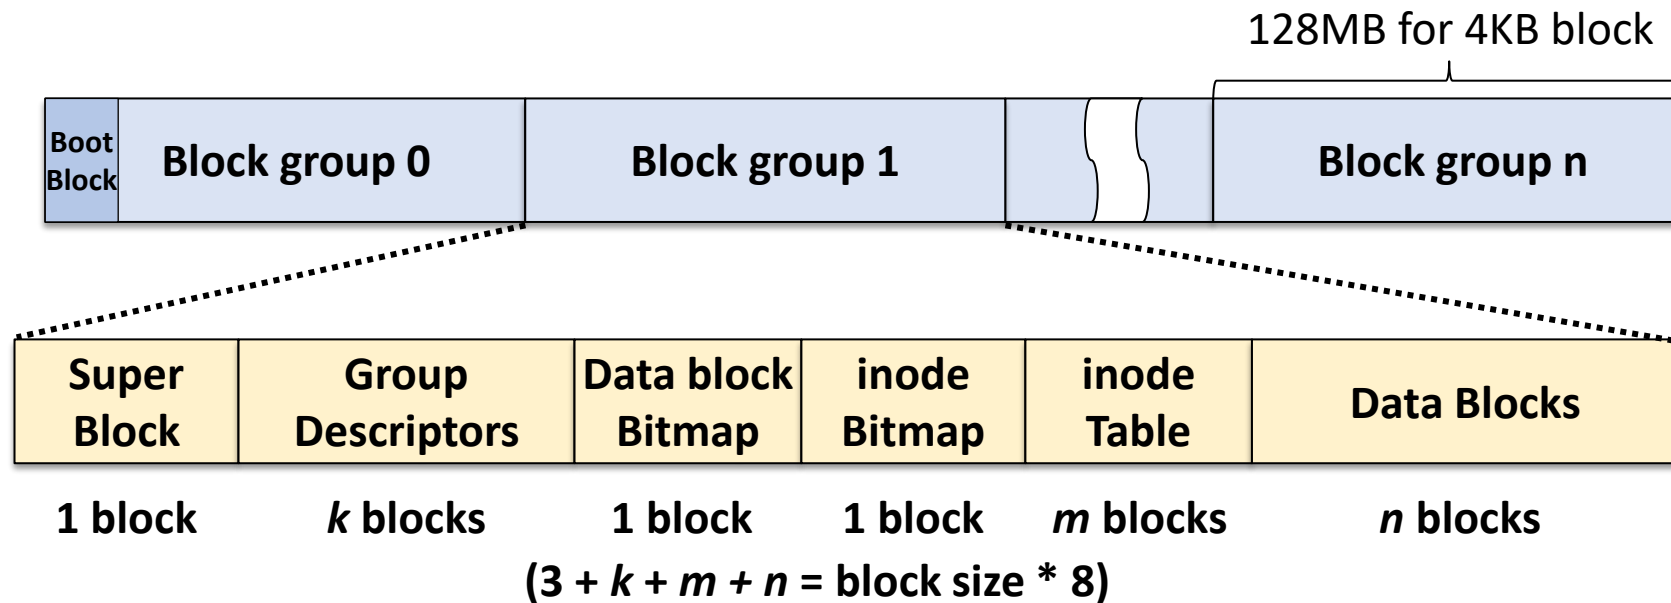 128MB for 4KB block
Boot
Block
Block group 0
Block group 1
Block group n
Super
Block
Group
Descriptors
Data block
Bitmap
inode
Bitmap
inode
Table
Data Blocks
1 block
k blocks
1 block
1 block
m blocks
n blocks
(3 + k + m + n = block size * 8)